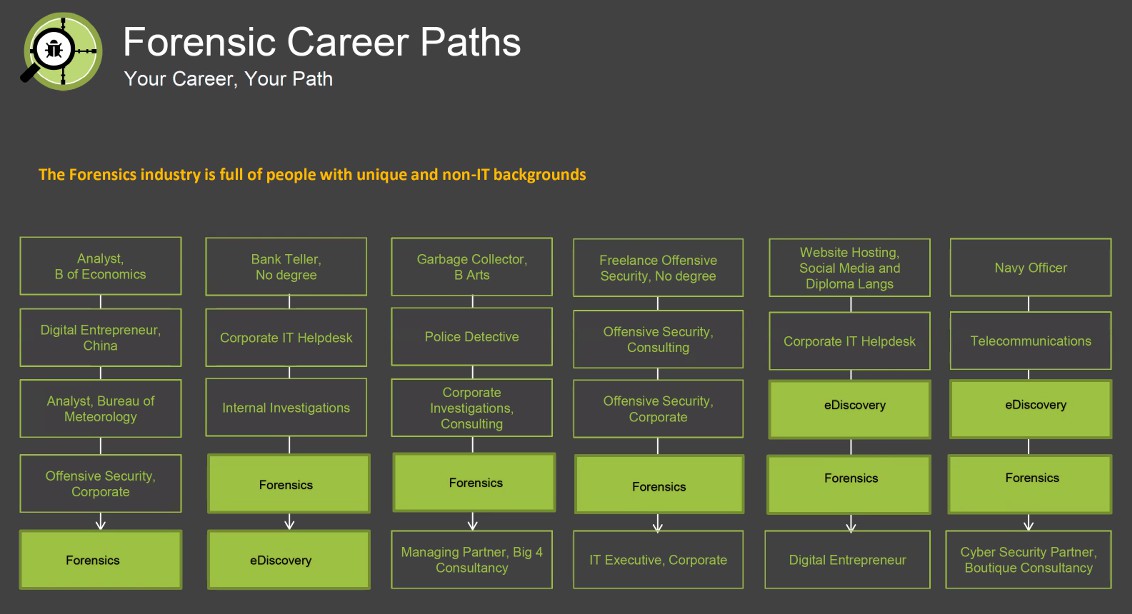 Forensic Career Paths
Your Career, Your Path
The Forensics industry is full of people with unique and non-IT backgrounds
Analyst,
B of Economics
Digital Entrepreneur,
China
Analyst, Bureau of
Meteorology
Offensive Security,
Corporate
Forensics
Bank Teller,
No degree
Corporate IT Helpdesk
Internal Investigations
Forensics
eDiscovery
Garbage Collector,
B Arts
Police Detective
Corporate
Investigations,
Consulting
Forensics
Managing Partner, Big 4
Consultancy
Freelance Offensive
Security, No degree
Offensive Security,
Consulting
Offensive Security,
Corporate
Forensics
IT Executive, Corporate
Website Hosting,
Social Media and
Diploma Langs
Corporate IT Helpdesk
eDiscovery
Forensics
Digital Entrepreneur
Navy Officer
Telecommunications
eDiscovery
Forensics
Cyber Security Partner,
Boutique Consultancy